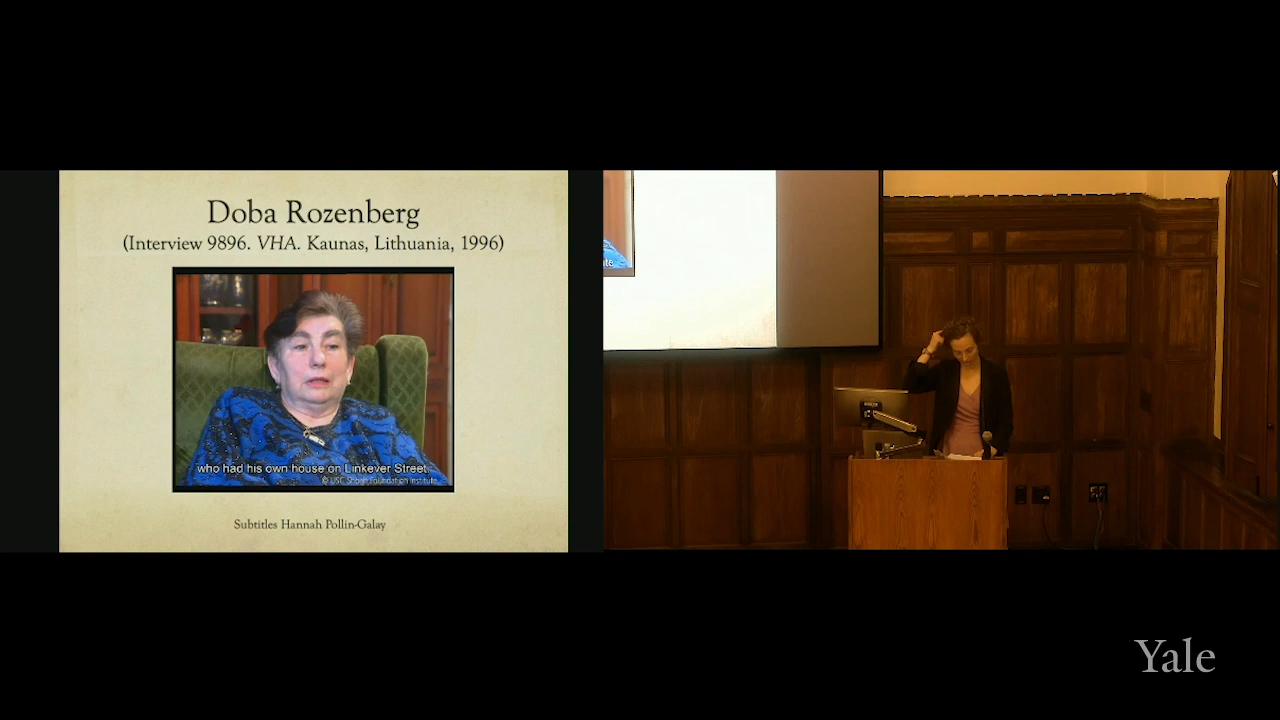 Doba Rozenberg
(Interview 9896. VHA. Kaunas, Lithuania, 1996)
who had his own house on Linkever Street.
© USC Shoah Foundation Institute
Subtitles Hannah Pollin-Galay
Yale